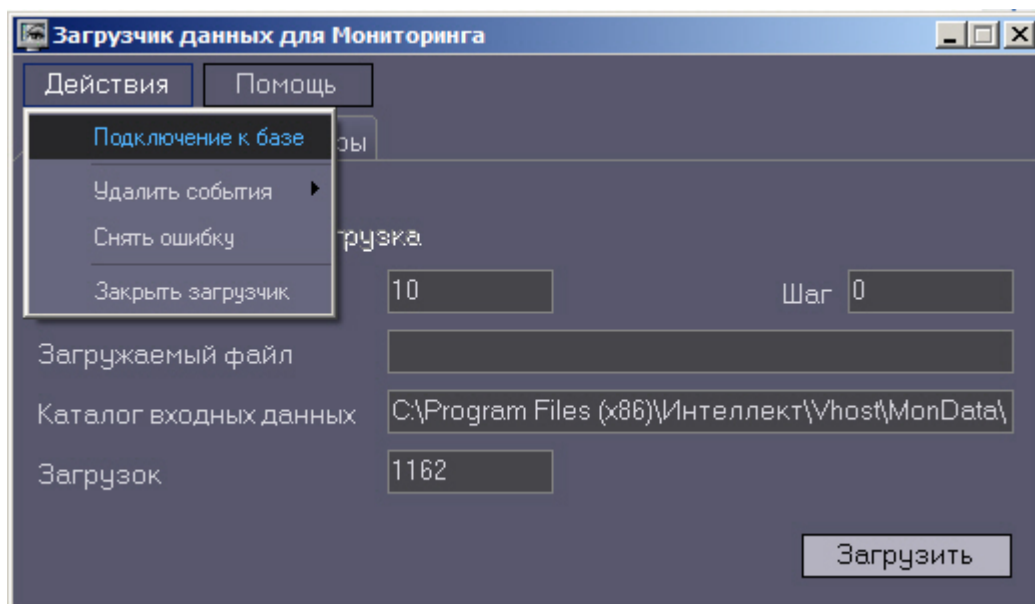 Загрузчик данных для Мониторинга
Действия Помощь
Подключение к базе
ры
Удалить события
Снять ошибку
грузка
Закрыть загрузчик
10 Шаг 0
Загружаемый файл
Каталог входных данных C:\Program Files (x86)\Интеллект\Vhost\MonData\
Загрузок 1162
Загрузить